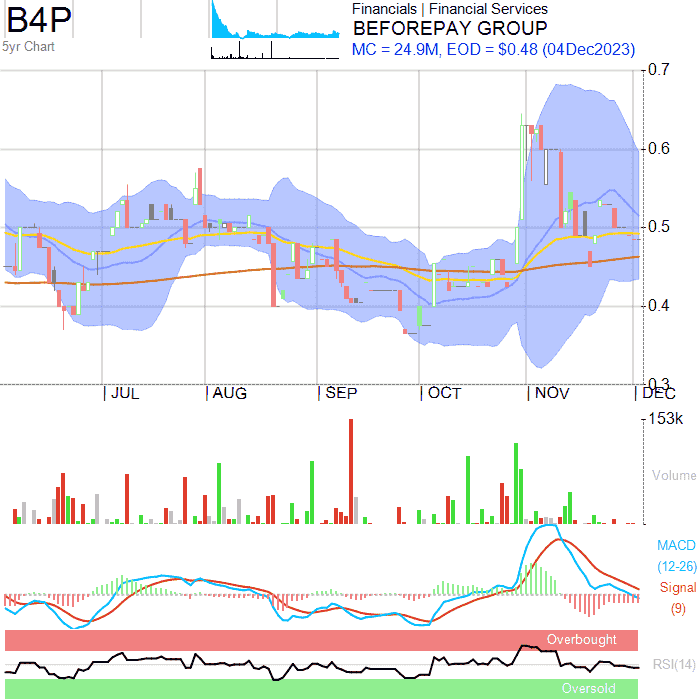 B4P
5yr Chart
Financials | Financial Services
BEFOREPAY GROUP
MC = 24.9M, EOD = $0.48 (04Dec2023)
0.7
0.6
0.5
0.4
0.3
| JUL | AUG | SEP | OCT | NOV | DEC
153k
Volume
MACD
(12-26)
Signal
(9)
Overbought
RSI(14)
Oversold